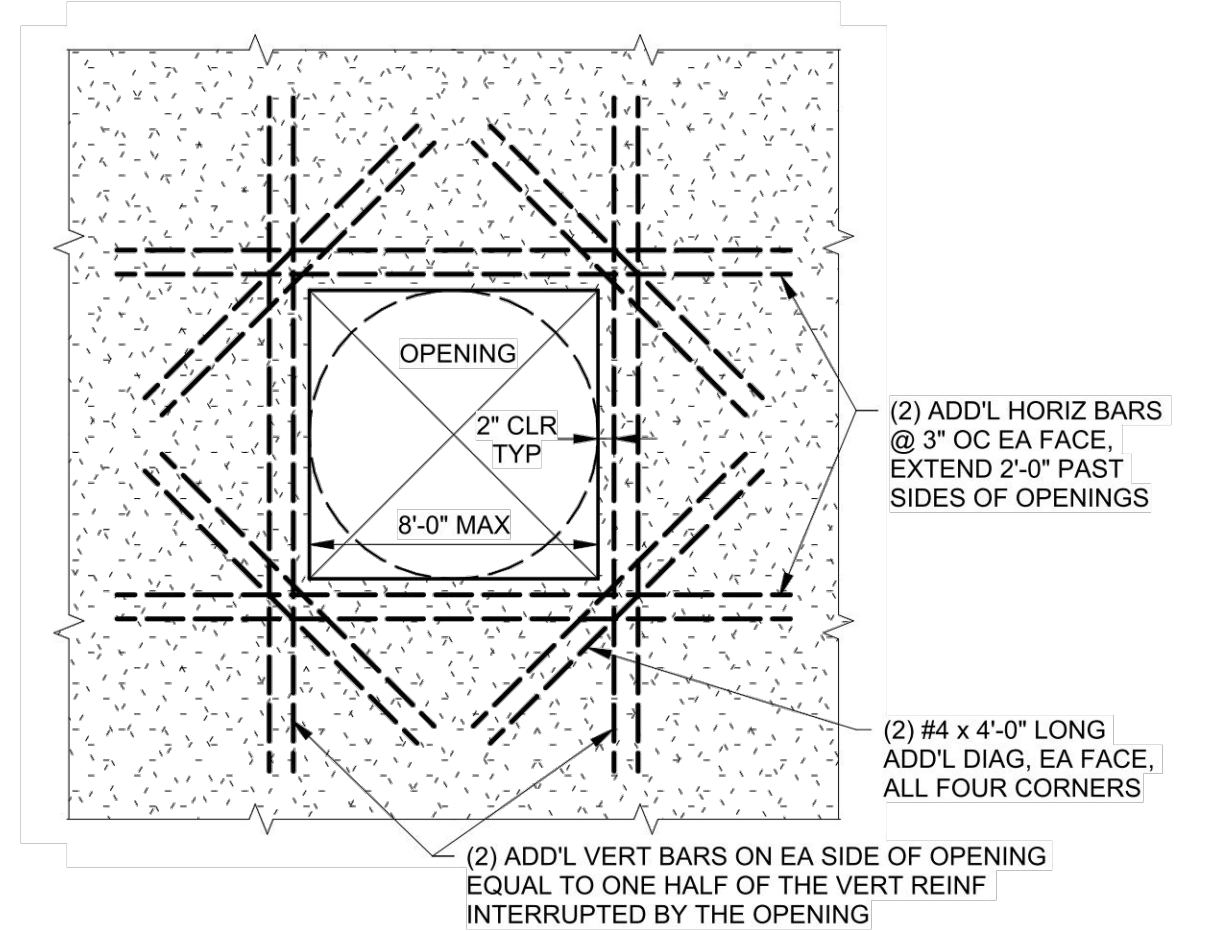 OPENING
2" CLR
TYP
8'-0" MAX
(2) ADD'L HORIZ BARS
@ 3" OC EA FACE,
EXTEND 2'-0" PAST
SIDES OF OPENINGS
(2) #4 x 4'-0" LONG
ADD'L DIAG, EA FACE,
ALL FOUR CORNERS
(2) ADD'L VERT BARS ON EA SIDE OF OPENING
EQUAL TO ONE HALF OF THE VERT REINF
INTERRUPTED BY THE OPENING